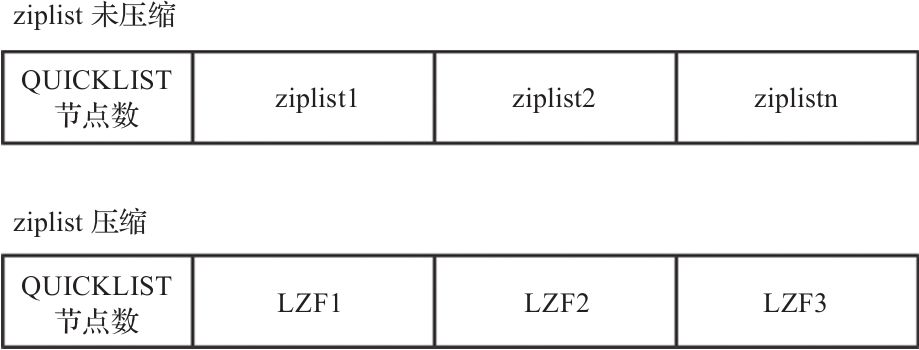 ziplist 未压缩
QUICKLIST
节点数
ziplist1
ziplist2
ziplistn
ziplist 压缩
QUICKLIST
节点数
LZF1
LZF2
LZF3